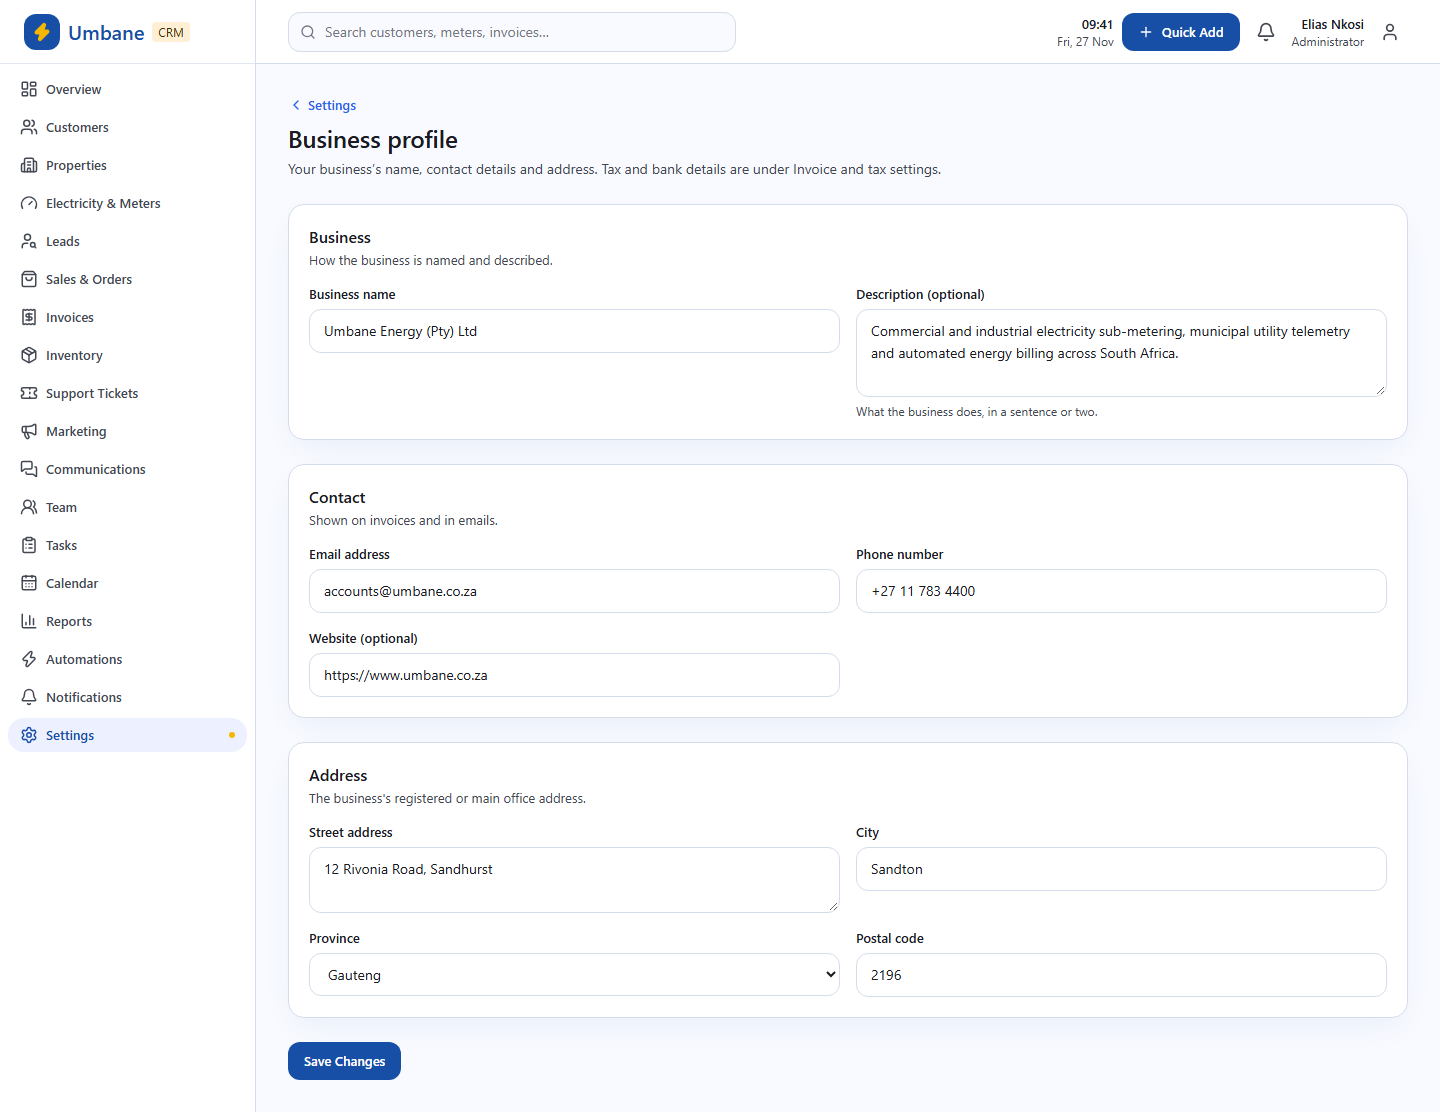 Umbane CRM
Search customers, meters, invoices...
09:41
Fri, 27 Nov
Quick Add
Elias Nkosi
Administrator
Overview
Customers
Properties
Electricity & Meters
Leads
Sales & Orders
Invoices
Inventory
Support Tickets
Marketing
Communications
Team
Tasks
Calendar
Reports
Automations
Notifications
Settings
Settings
Business profile
Your business's name, contact details and address. Tax and bank details are under Invoice and tax settings.
Business
How the business is named and described.
Business name
Umbane Energy (Pty) Ltd
Description (optional)
Commercial and industrial electricity sub-metering, municipal utility telemetry
and automated energy billing across South Africa.
What the business does, in a sentence or two.
Contact
Shown on invoices and in emails.
Email address
accounts@umbane.co.za
Phone number
+27 11 783 4400
Website (optional)
https://www.umbane.co.za
Address
The business's registered or main office address.
Street address
12 Rivonia Road, Sandhurst
City
Sandton
Province
Gauteng
Postal code
2196
Save Changes